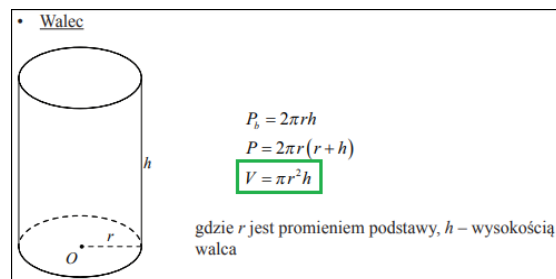 • Walec
P_b = 2πrh
P = 2πr(r + h)
V = πr²h
h
r
O
gdzie r jest promieniem podstawy, h – wysokością
walca